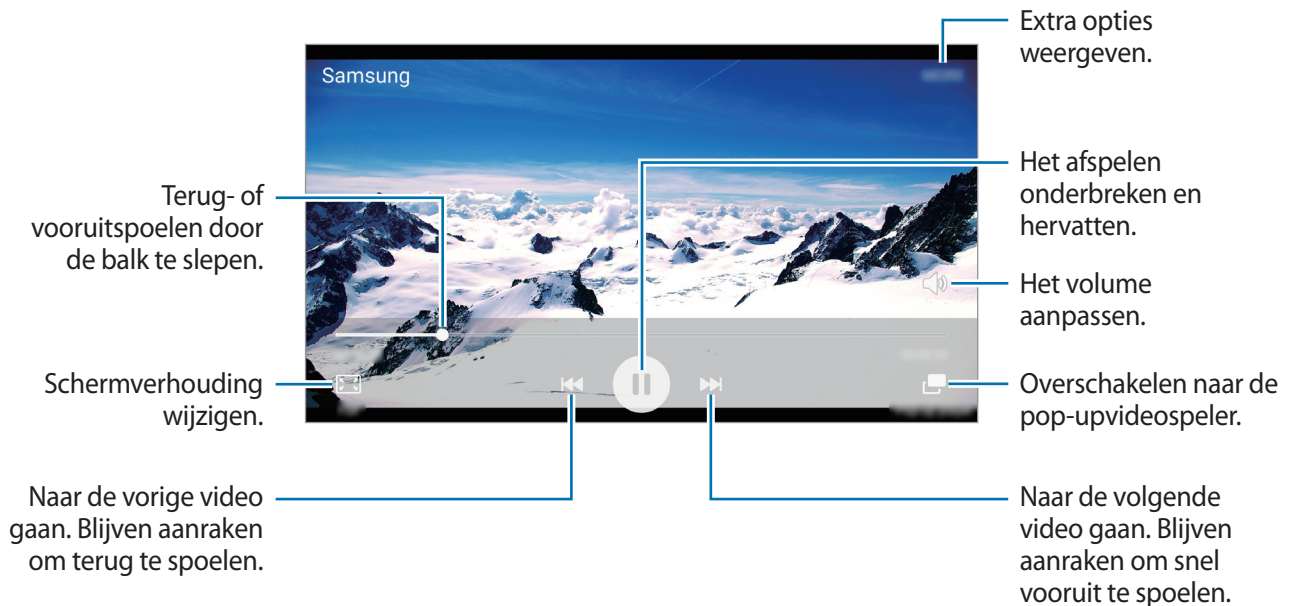 Extra opties
weergeven.
Samsung
Het afspelen
onderbreken en
hervatten.
Terug- of
vooruitspoelen door
de balk te slepen.
Het volume
aanpassen.
Schermverhouding
wijzigen.
Overschakelen naar de
pop-upvideospeler.
Naar de vorige video
gaan. Blijven aanraken
om terug te spoelen.
Naar de volgende
video gaan. Blijven
aanraken om snel
vooruit te spoelen.